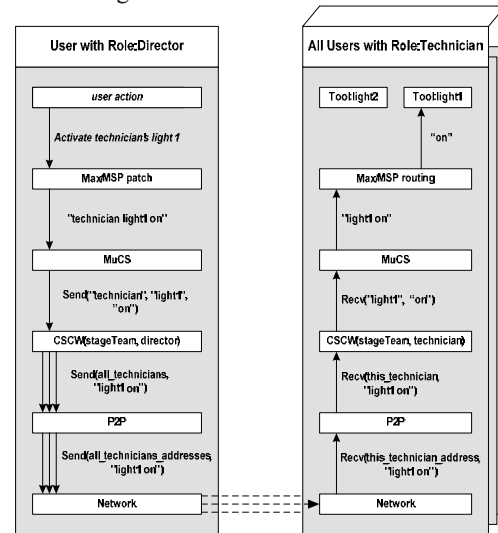 User with Role:Director
user action
Activate technician's light 1
Max/MSP patch
"technician light1 on"
MuCS
Send("technician", "light1",
"on")
CSCW(stageTeam, director)
Send(all_technicians,
"light1 on")
P2P
Send(all_technicians_addresses,
"light1 on")
Network
All Users with Role:Technician
Tool:light2
Tool:light1
"on"
Max/MSP routing
"light1 on"
MuCS
Recv("light1", "on")
CSCW(stageTeam, technician)
Recv(this_technician,
"light1 on")
P2P
Recv(this_technician_address,
"light1 on")
Network